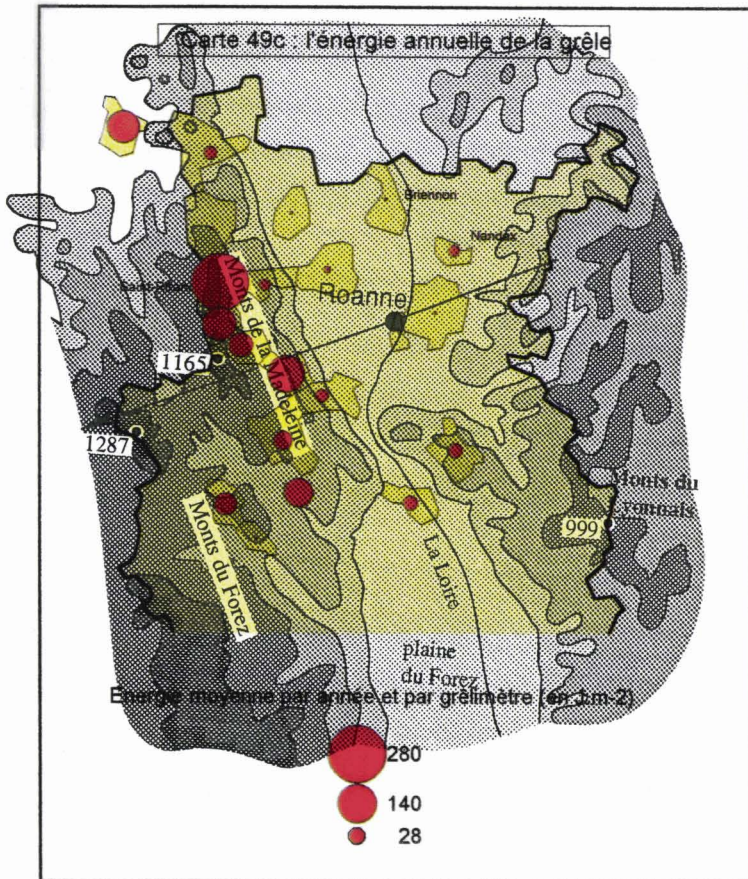 Carte 49c : l'énergie annuelle de la grêle
Briennon
Nandax
Roanne
Monts de la Madeleine
1165
1287
Monts du
Lyonnais
999
Monts du Forez
La Loire
plaine
du Forez
Energie moyenne par année et par grêlimètre (en J.m-2)
280
140
28